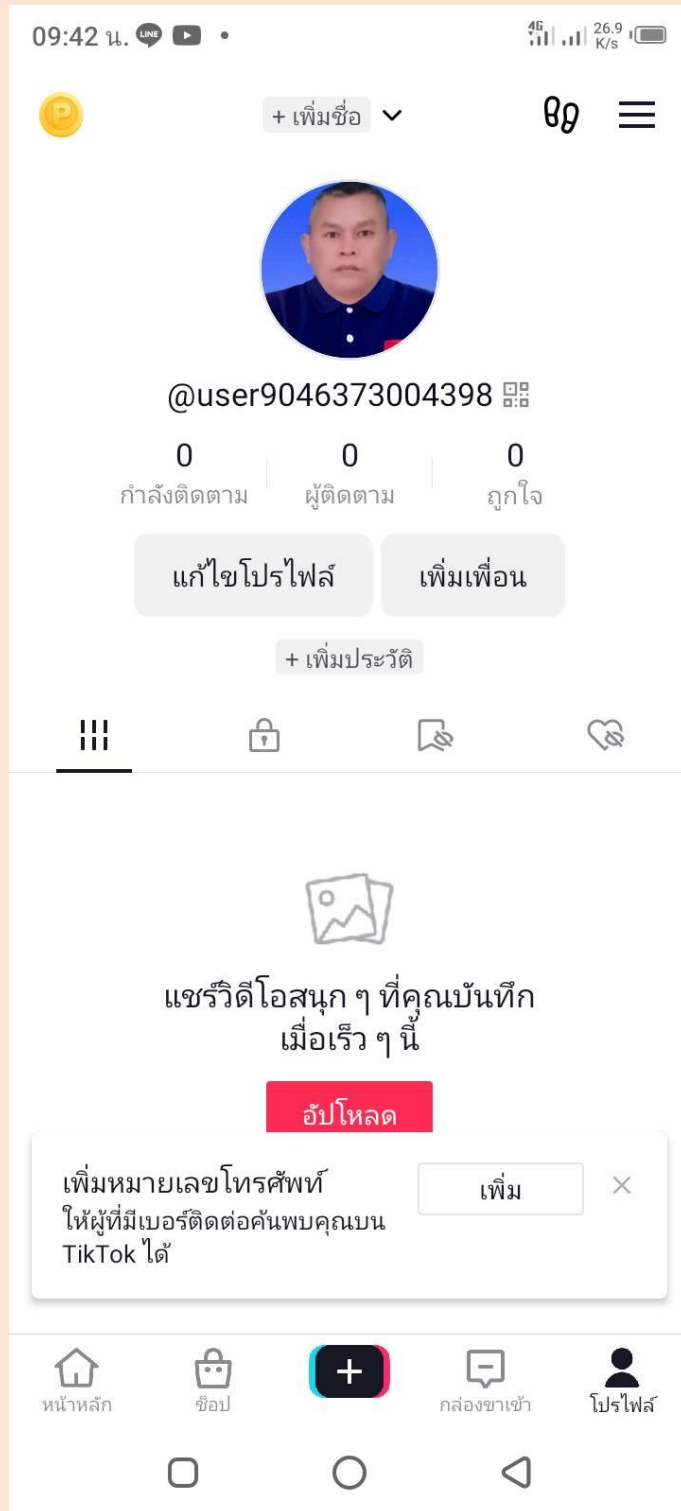 09:42 น. LINE
4G 26.9 K/s
P
+ เพิ่มชื่อ
@user9046373004398
0 0 0
กำลังติดตาม ผู้ติดตาม ถูกใจ
แก้ไขโปรไฟล์ เพิ่มเพื่อน
+ เพิ่มประวัติ
แชร์วิดีโอสนุก ๆ ที่คุณบันทึก
เมื่อเร็ว ๆ นี้
อัปโหลด
เพิ่มหมายเลขโทรศัพท์
ให้ผู้ที่มีเบอร์ติดต่อค้นพบคุณบน
TikTok ได้
เพิ่ม
หน้าหลัก ช็อป กล่องขาเข้า โปรไฟล์